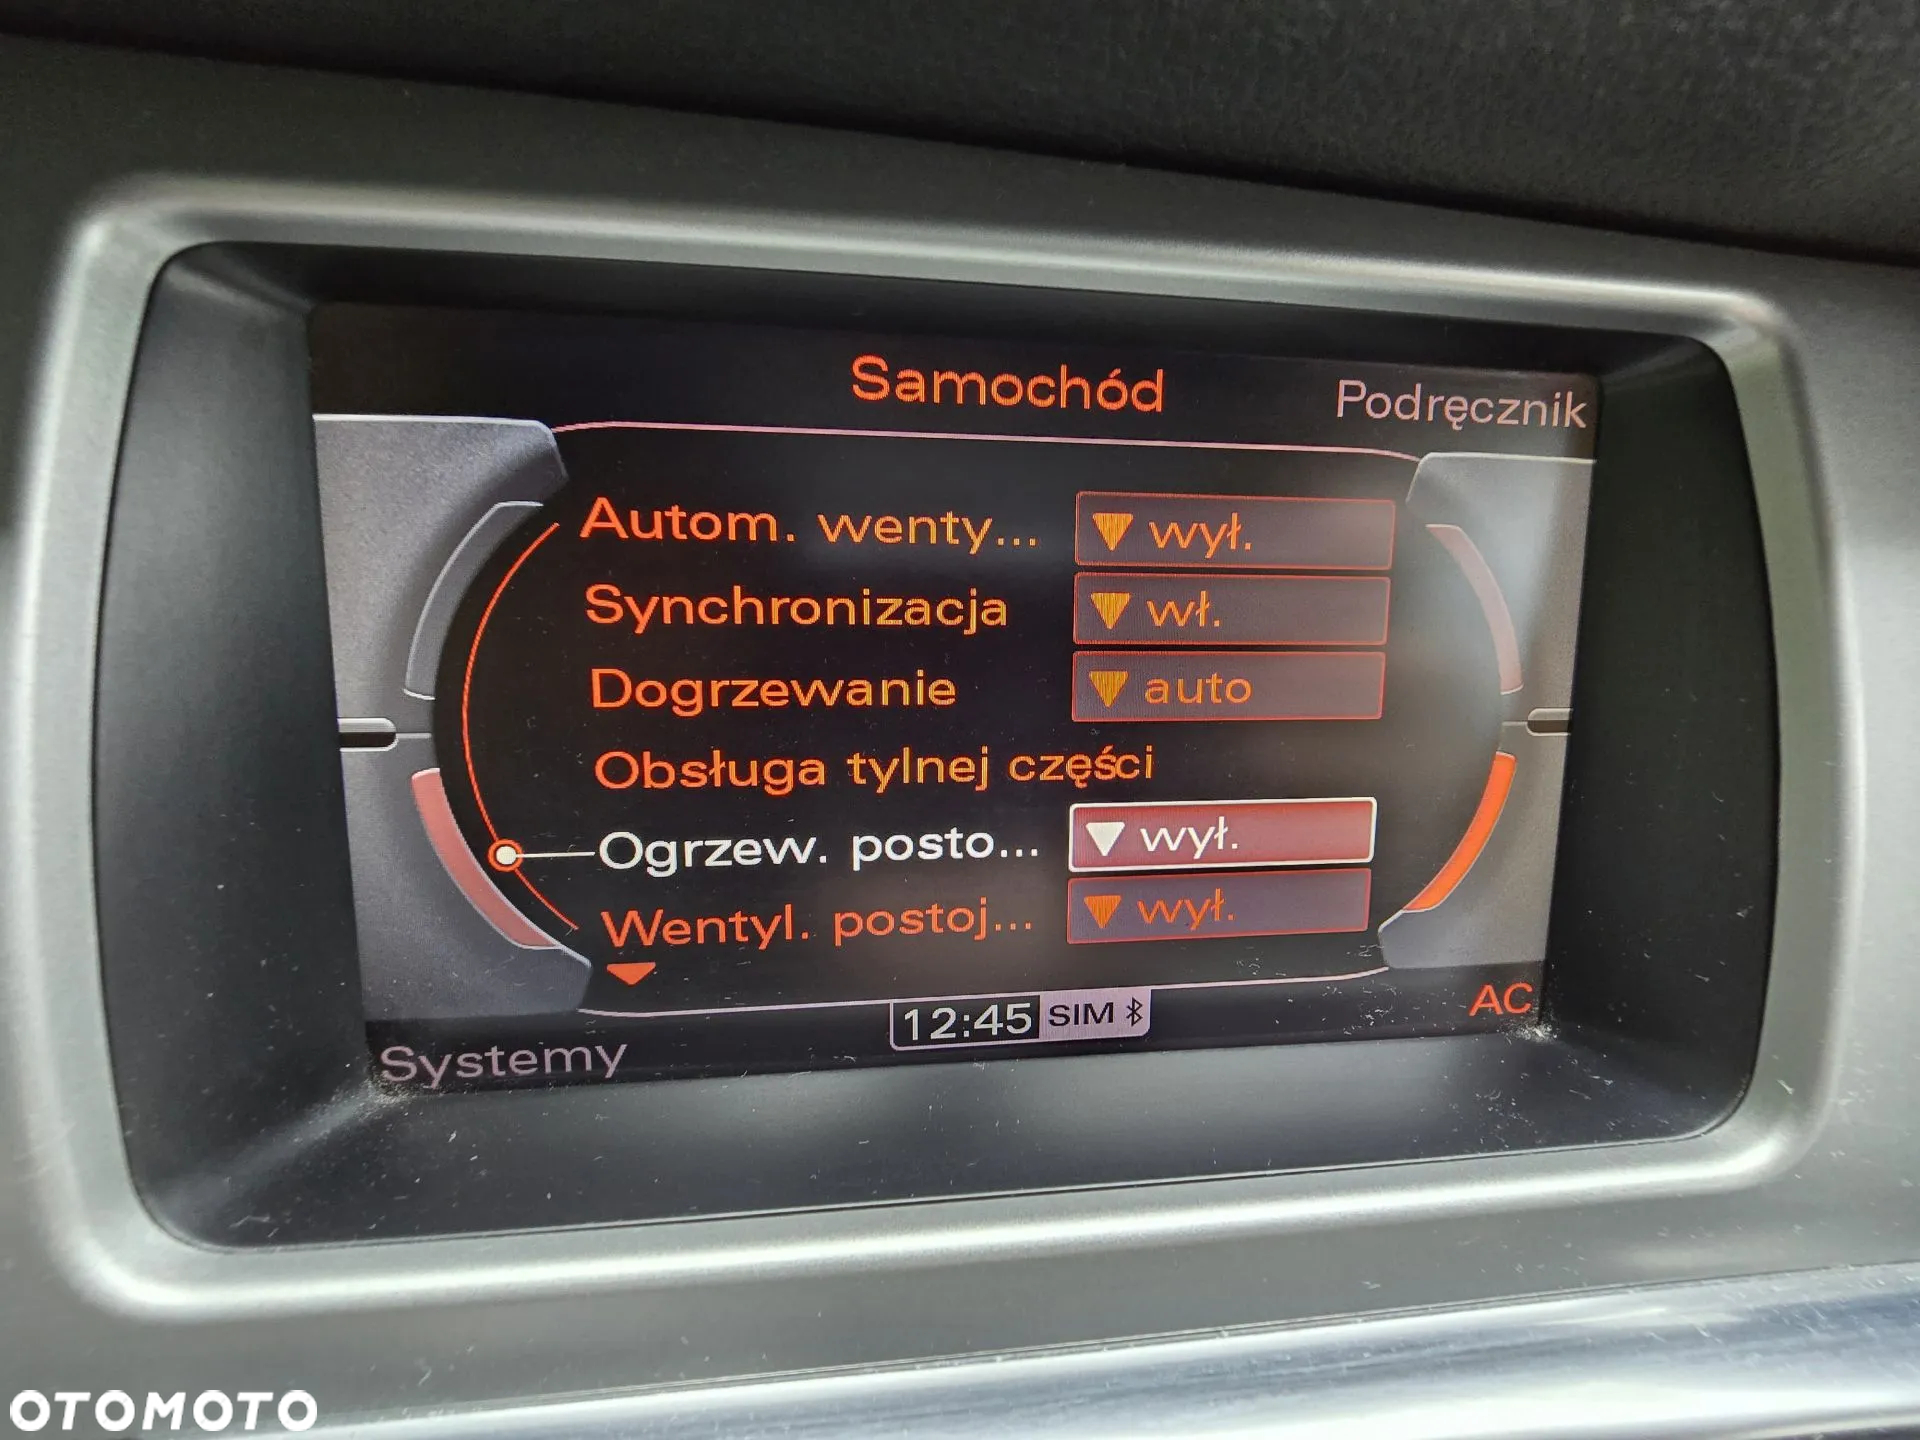 Samochód
Podręcznik
Autom. wenty... wył.
Synchronizacja wł.
Dogrzewanie auto
Obsługa tylnej części
Ogrzew. posto... wył.
Wentyl. postoj... wył.
12:45 SIM
AC
Systemy
OTOMOTO